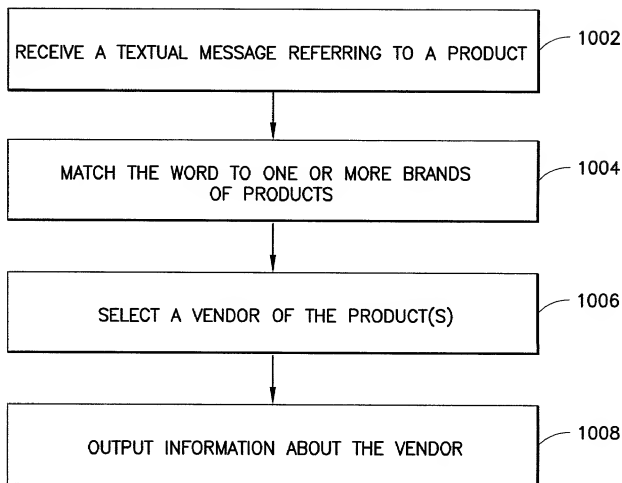 RECEIVE A TEXTUAL MESSAGE REFERRING TO A PRODUCT
1002
MATCH THE WORD TO ONE OR MORE BRANDS
OF PRODUCTS
1004
SELECT A VENDOR OF THE PRODUCT(S)
1006
OUTPUT INFORMATION ABOUT THE VENDOR
1008